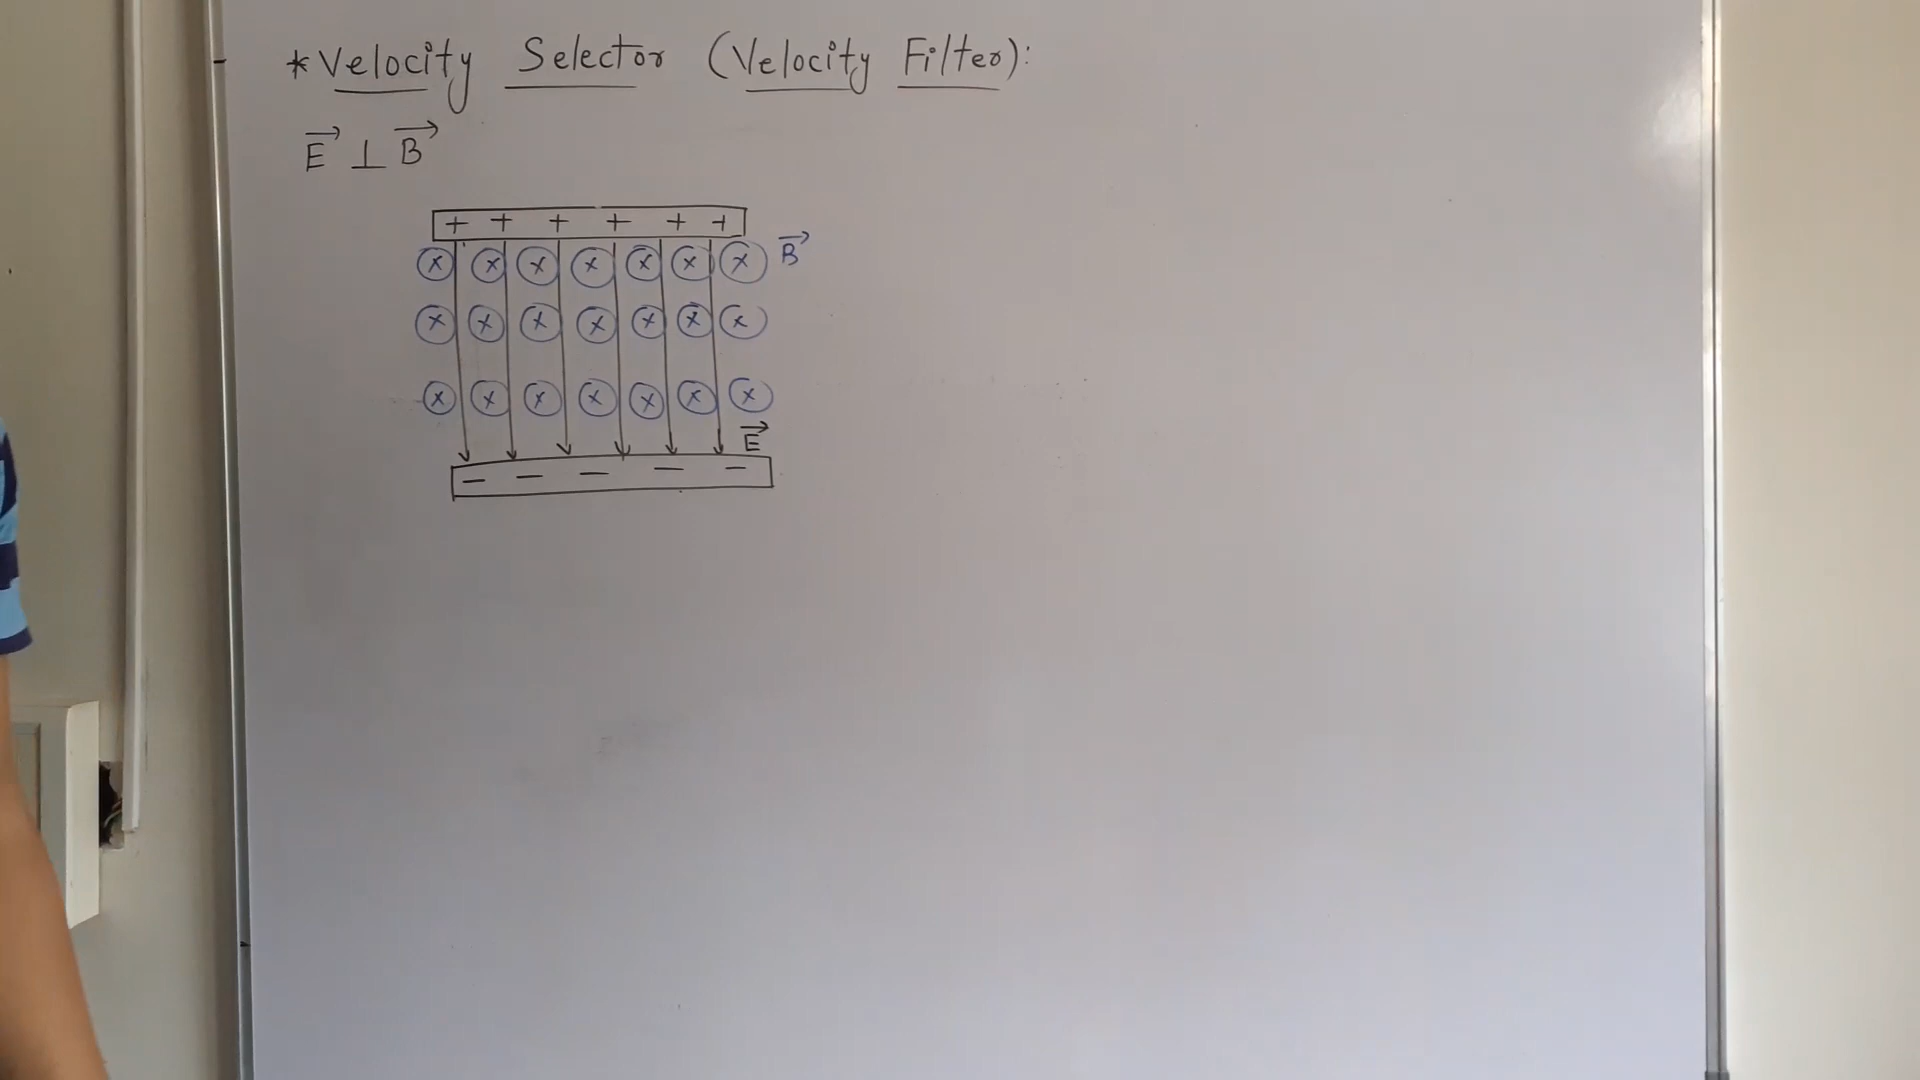 *Velocity Selector (Velocity Filter):
E⃗ ⊥ B⃗
+ + + + + +
ⓧ ⓧ ⓧ ⓧ ⓧ ⓧ ⓧ B⃗
ⓧ ⓧ ⓧ ⓧ ⓧ ⓧ ⓧ
ⓧ ⓧ ⓧ ⓧ ⓧ ⓧ ⓧ
E⃗
− − − − −